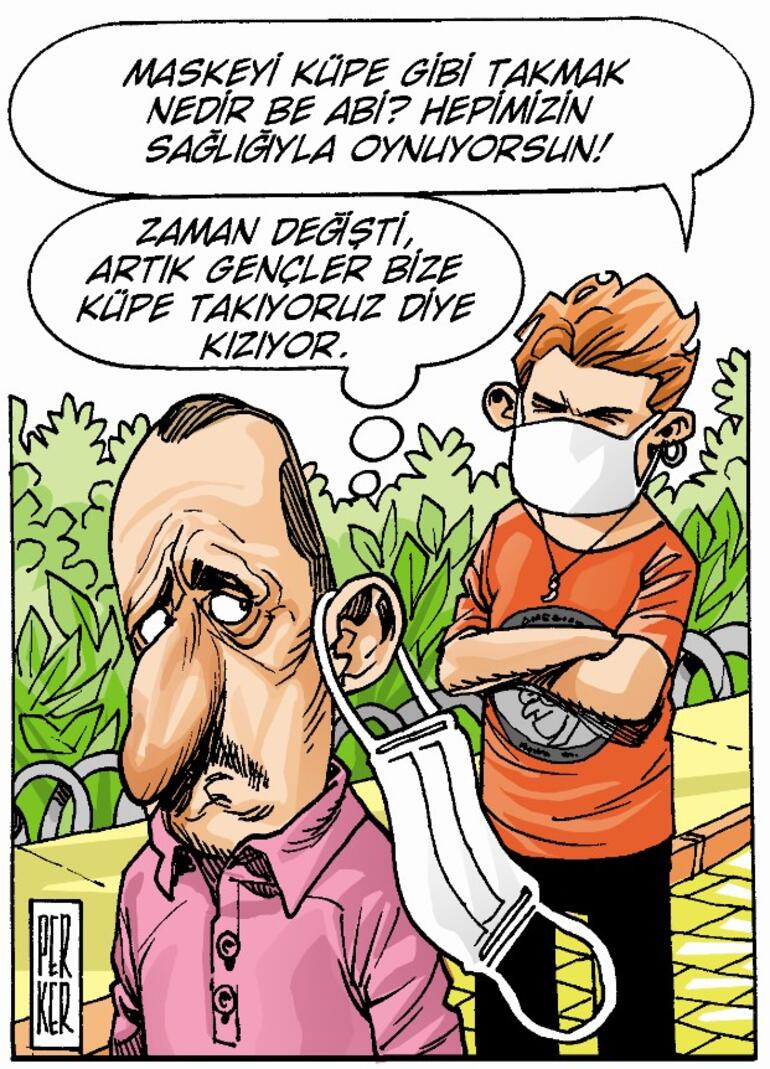 MASKEYİ KÜPE GİBİ TAKMAK
NEDİR BE ABİ? HEPİMİZİN
SAĞLIĞIYLA OYNUYORSUN!
ZAMAN DEĞİŞTİ,
ARTIK GENÇLER BİZE
KÜPE TAKIYORUZ DİYE
KIZIYOR.
PER
KER